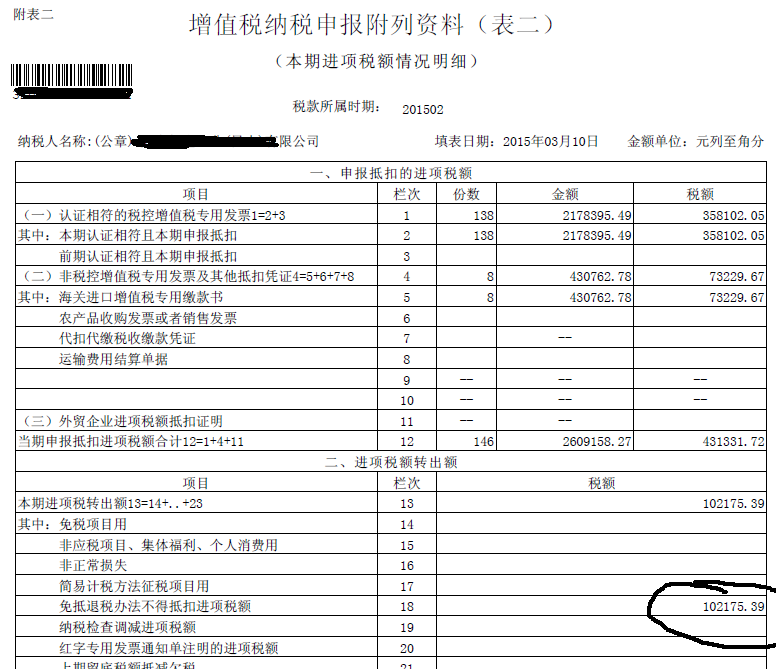 附表二
增值税纳税申报附列资料（表二）
（本期进项税额情况明细）
税款所属时期： 201502
纳税人名称:(公章) 有限公司 填表日期：2015年03月10日 金额单位：元列至角分
一、申报抵扣的进项税额
项目 栏次 份数 金额 税额
（一）认证相符的税控增值税专用发票1=2+3 1 138 2178395.49 358102.05
其中：本期认证相符且本期申报抵扣 2 138 2178395.49 358102.05
前期认证相符且本期申报抵扣 3
（二）非税控增值税专用发票及其他抵扣凭证4=5+6+7+8 4 8 430762.78 73229.67
其中：海关进口增值税专用缴款书 5 8 430762.78 73229.67
农产品收购发票或者销售发票 6
代扣代缴税收缴款凭证 7 --
运输费用结算单据 8
9 -- -- --
10 -- -- --
（三）外贸企业进项税额抵扣证明 11 -- --
当期申报抵扣进项税额合计12=1+4+11 12 146 2609158.27 431331.72
二、进项税额转出额
项目 栏次 税额
本期进项税转出额13=14+..+23 13 102175.39
其中：免税项目用 14
非应税项目、集体福利、个人消费用 15
非正常损失 16
简易计税方法征税项目用 17
免抵退税办法不得抵扣进项税额 18 102175.39
纳税检查调减进项税额 19
红字专用发票通知单注明的进项税额 20
上期留底税额抵减欠税 21